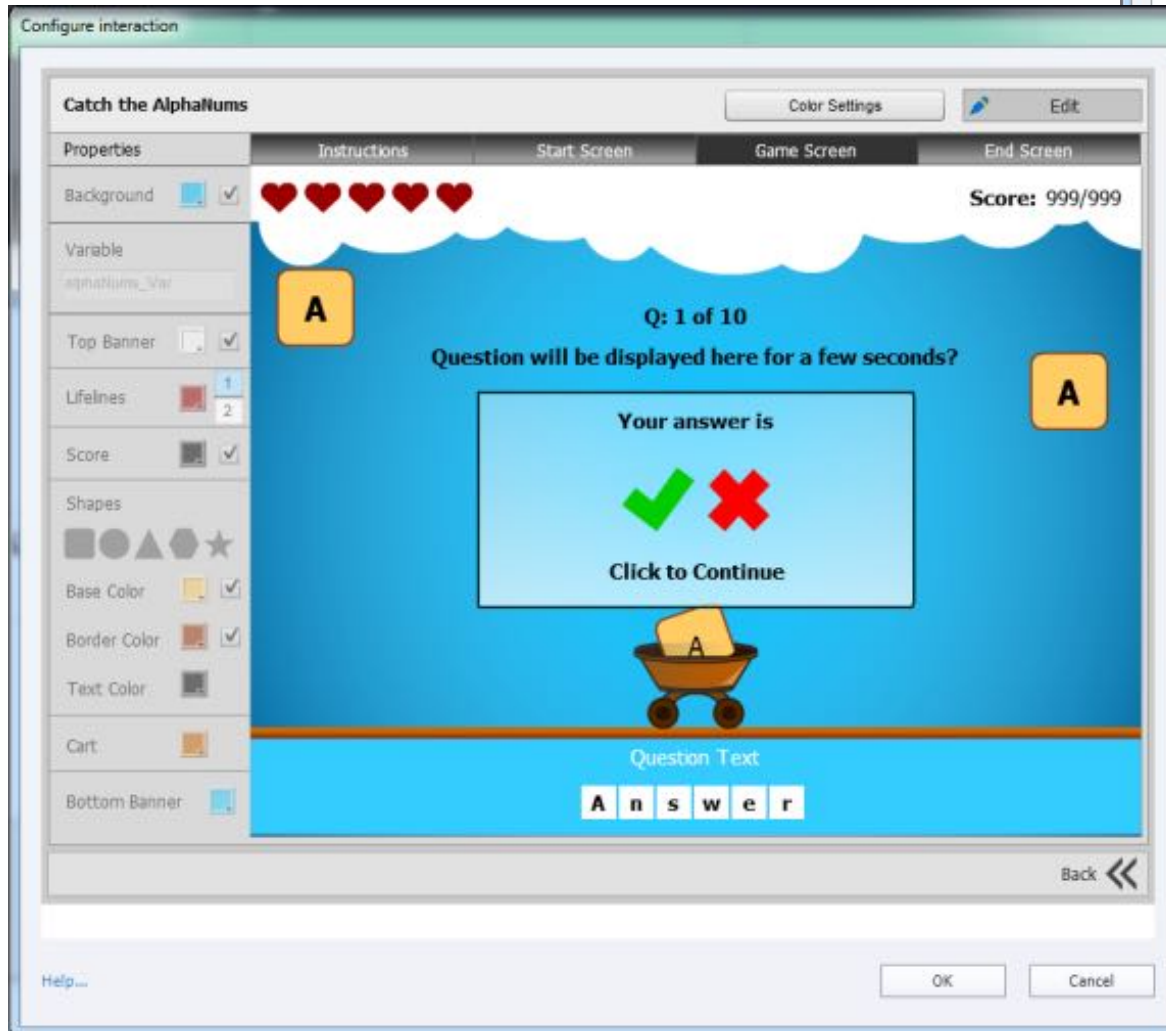 Configure interaction
Catch the AlphaNums
Color Settings
Edit
Properties
Instructions
Start Screen
Game Screen
End Screen
Background
Score: 999/999
Variable
alphaNums_Var
A
Q: 1 of 10
Question will be displayed here for a few seconds?
Top Banner
A
Lifelines
1
2
Your answer is
Score
Shapes
Click to Continue
Base Color
Border Color
A
Text Color
Cart
Question Text
Bottom Banner
A n s w e r
Back
Help...
OK
Cancel